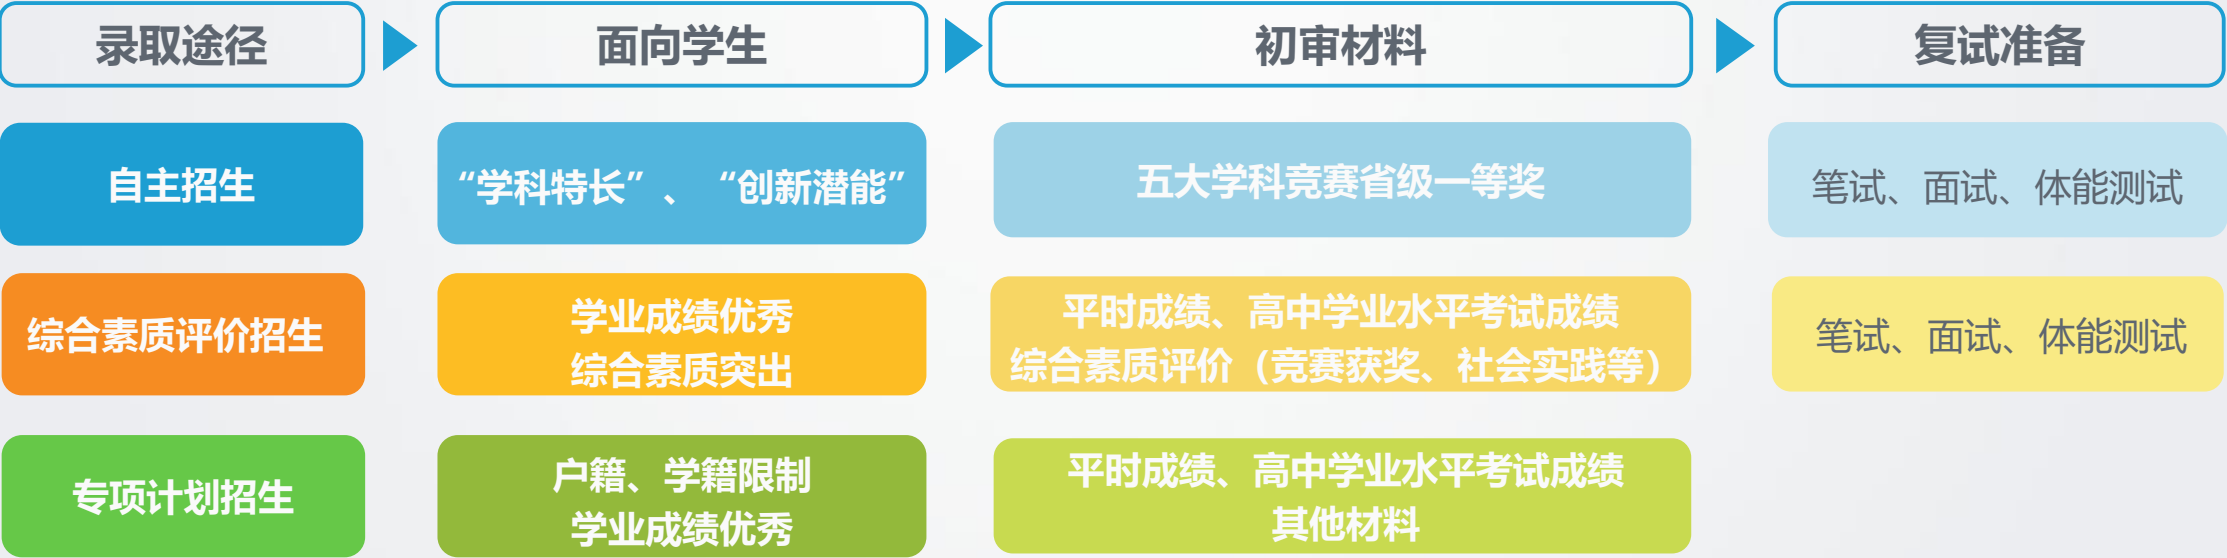 录取途径
面向学生
初审材料
复试准备
自主招生
“学科特长”、“创新潜能”
五大学科竞赛省级一等奖
笔试、面试、体能测试
综合素质评价招生
学业成绩优秀
综合素质突出
平时成绩、高中学业水平考试成绩
综合素质评价（竞赛获奖、社会实践等）
笔试、面试、体能测试
专项计划招生
户籍、学籍限制
学业成绩优秀
平时成绩、高中学业水平考试成绩
其他材料